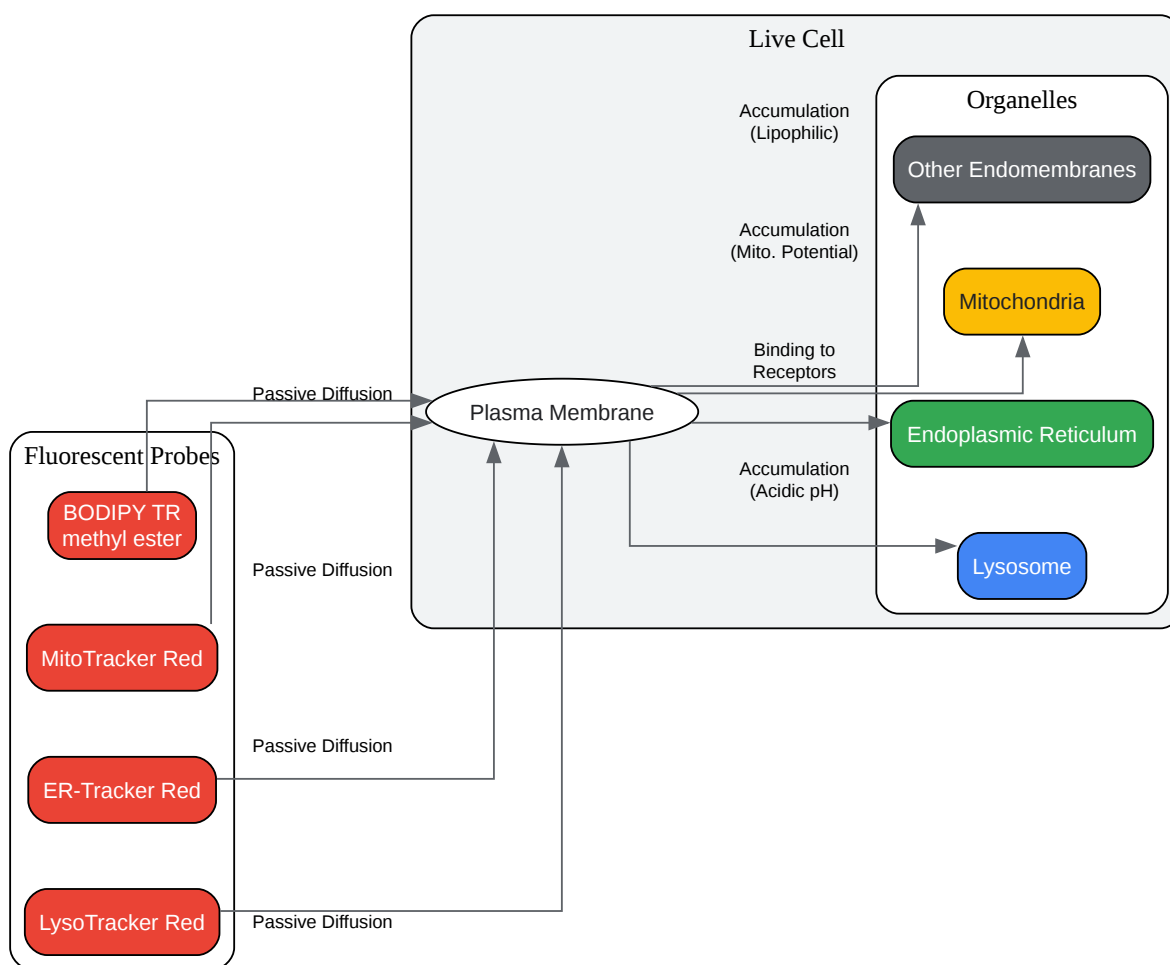 Live Cell
Organelles
Accumulation
(Lipophilic)
Other Endomembranes
Accumulation
(Mito. Potential)
Mitochondria
Binding to
Receptors
Passive Diffusion
Plasma Membrane
Endoplasmic Reticulum
Fluorescent Probes
Accumulation
(Acidic pH)
BODIPY TR
methyl ester
Passive Diffusion
Lysosome
MitoTracker Red
Passive Diffusion
ER-Tracker Red
LysoTracker Red
Passive Diffusion